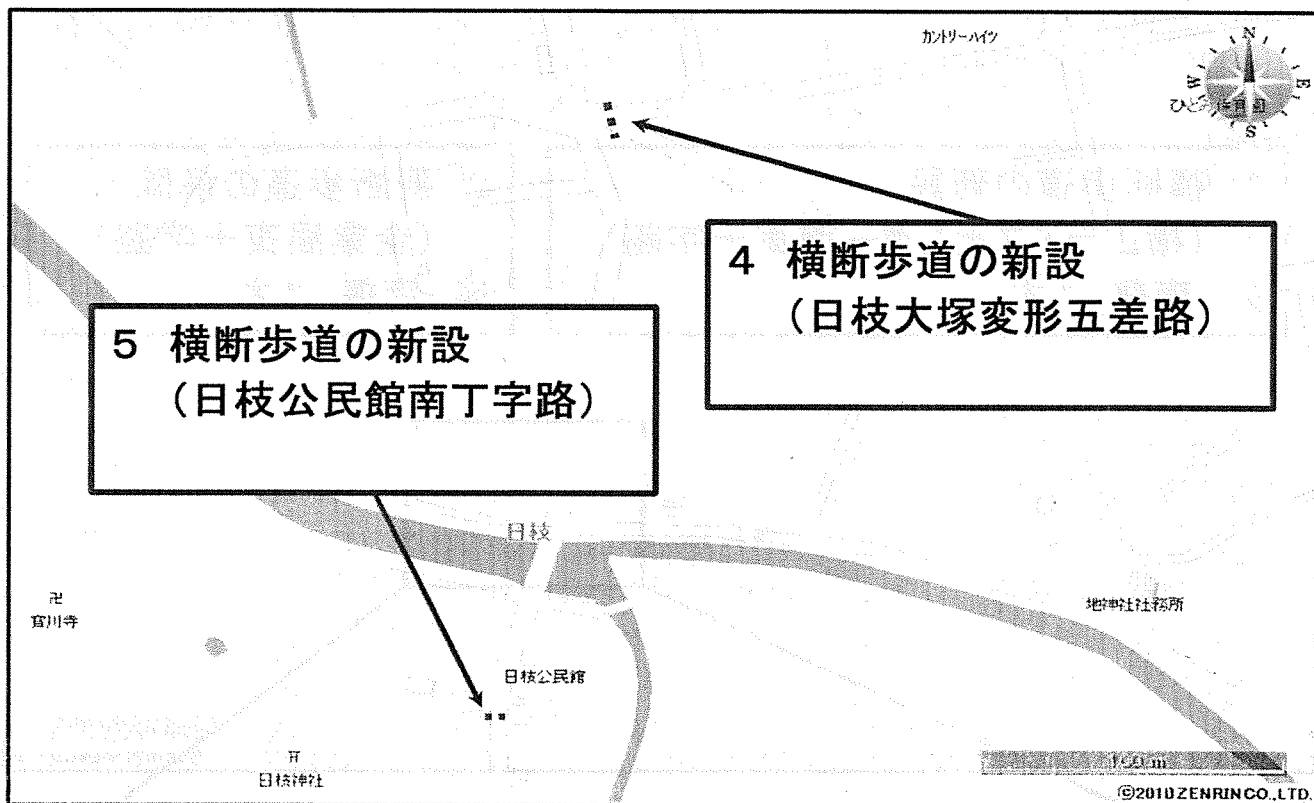 カントリーハイツ
N
W
E
S
4 横断歩道の新設
（日枝大塚変形五差路）
5 横断歩道の新設
（日枝公民館南丁字路）
日枝
卍
官川寺
地神社社務所
日枝公民館
日枝神社
100 m
©2010 ZENRIN CO., LTD.